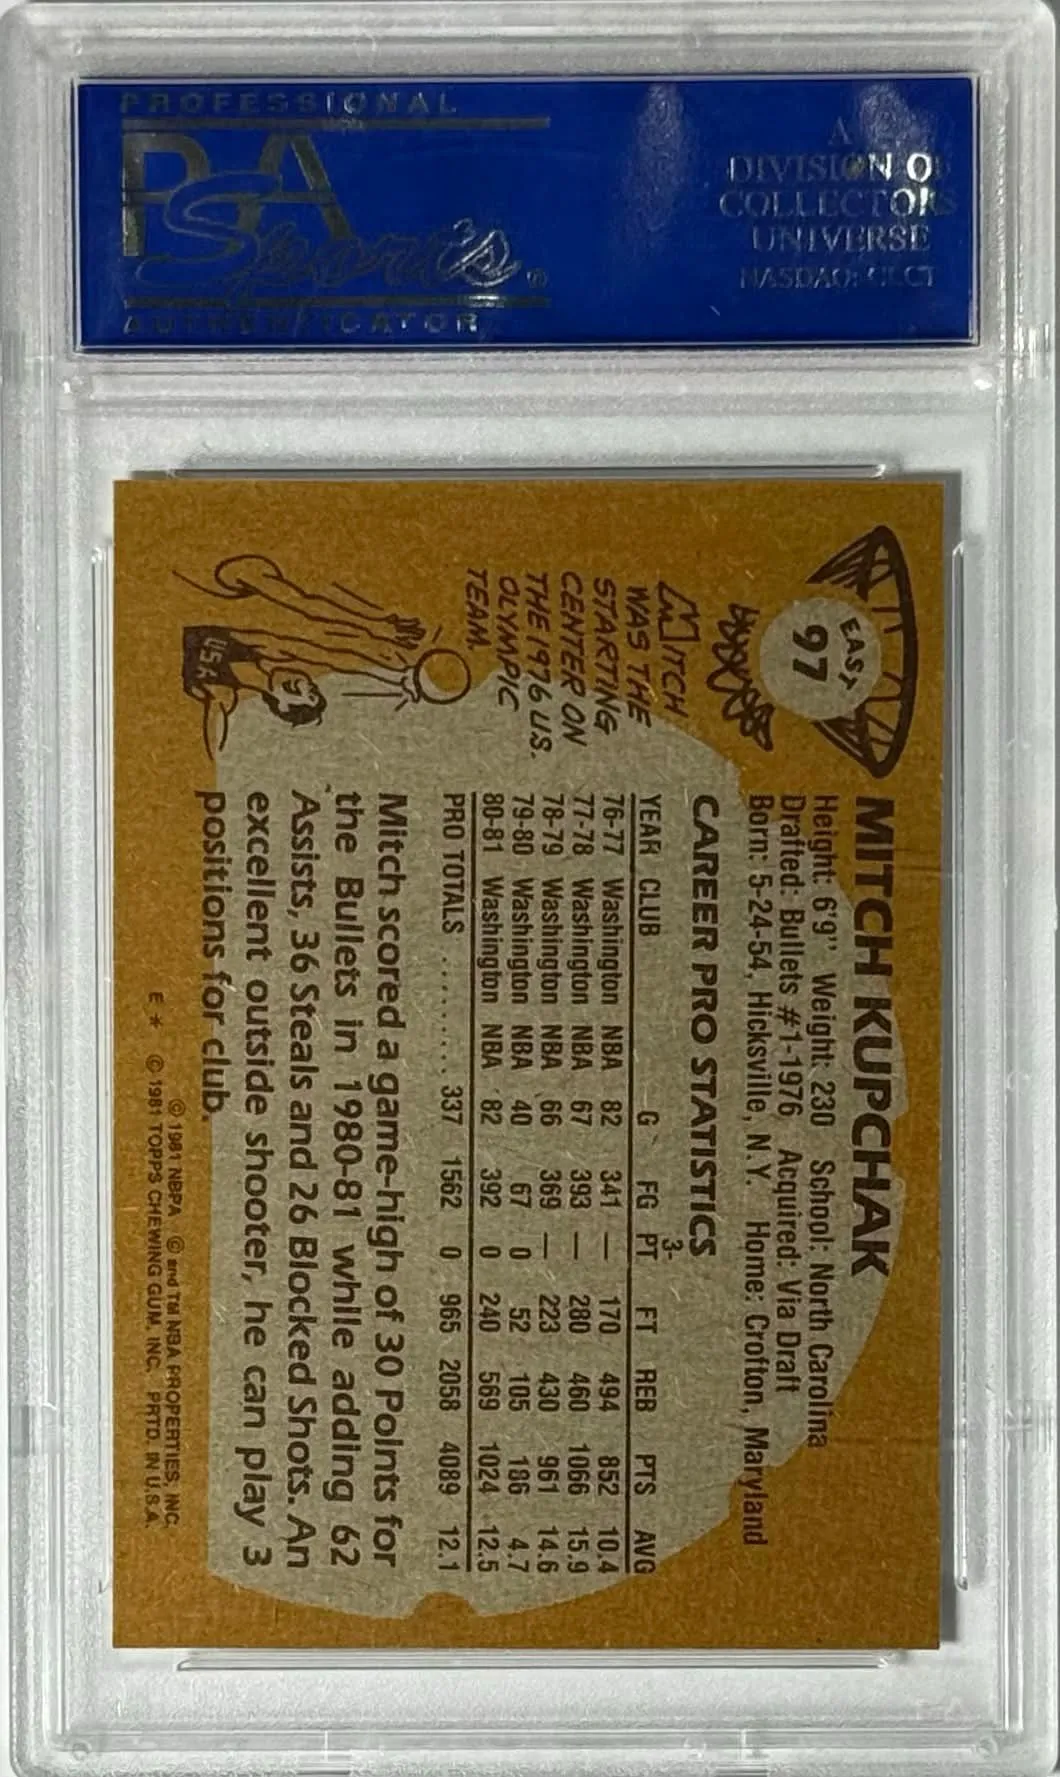 PROFESSIONAL
PSA
Sports®
AUTHENTICATOR
A
DIVISION OF
COLLECTORS
UNIVERSE
NASDAQ: CLCT
EAST
97
MITCH KUPCHAK
Height: 6'9" Weight: 230 School: North Carolina
Drafted: Bullets #1-1976 Acquired: Via Draft
Born: 5-24-54, Hicksville, N.Y. Home: Crofton, Maryland
CAREER PRO STATISTICS
YEAR CLUB G FG 3-PT FT REB PTS AVG
76-77 Washington NBA 82 341 — 170 494 852 10.4
77-78 Washington NBA 67 393 — 280 460 1066 15.9
78-79 Washington NBA 66 369 — 223 430 961 14.6
79-80 Washington NBA 40 67 0 52 105 186 4.7
80-81 Washington NBA 82 392 0 240 569 1024 12.5
PRO TOTALS .......... 337 1562 0 965 2058 4089 12.1
Mitch scored a game-high of 30 Points for
the Bullets in 1980-81 while adding 62
Assists, 36 Steals and 26 Blocked Shots. An
excellent outside shooter, he can play 3
positions for club.
MITCH
WAS THE
STARTING
CENTER ON
THE 1976 U.S.
OLYMPIC
TEAM.
USA
© 1981 NBPA © and TM NBA PROPERTIES, INC.
E * © 1981 TOPPS CHEWING GUM, INC. PRTD. IN U.S.A.